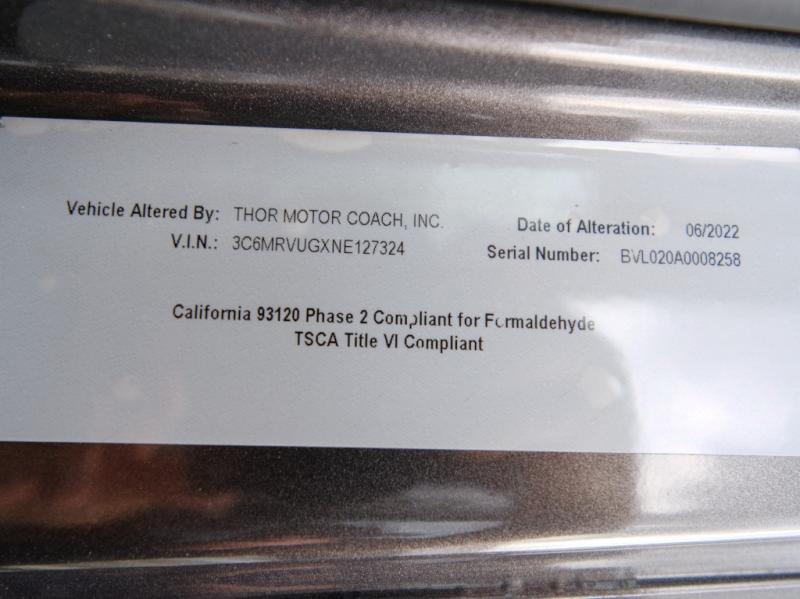 Vehicle Altered By: THOR MOTOR COACH, INC.
Date of Alteration: 06/2022
V.I.N.: 3C6MRVUGXNE127324
Serial Number: BVL020A0008258
California 93120 Phase 2 Compliant for Formaldehyde
TSCA Title VI Compliant